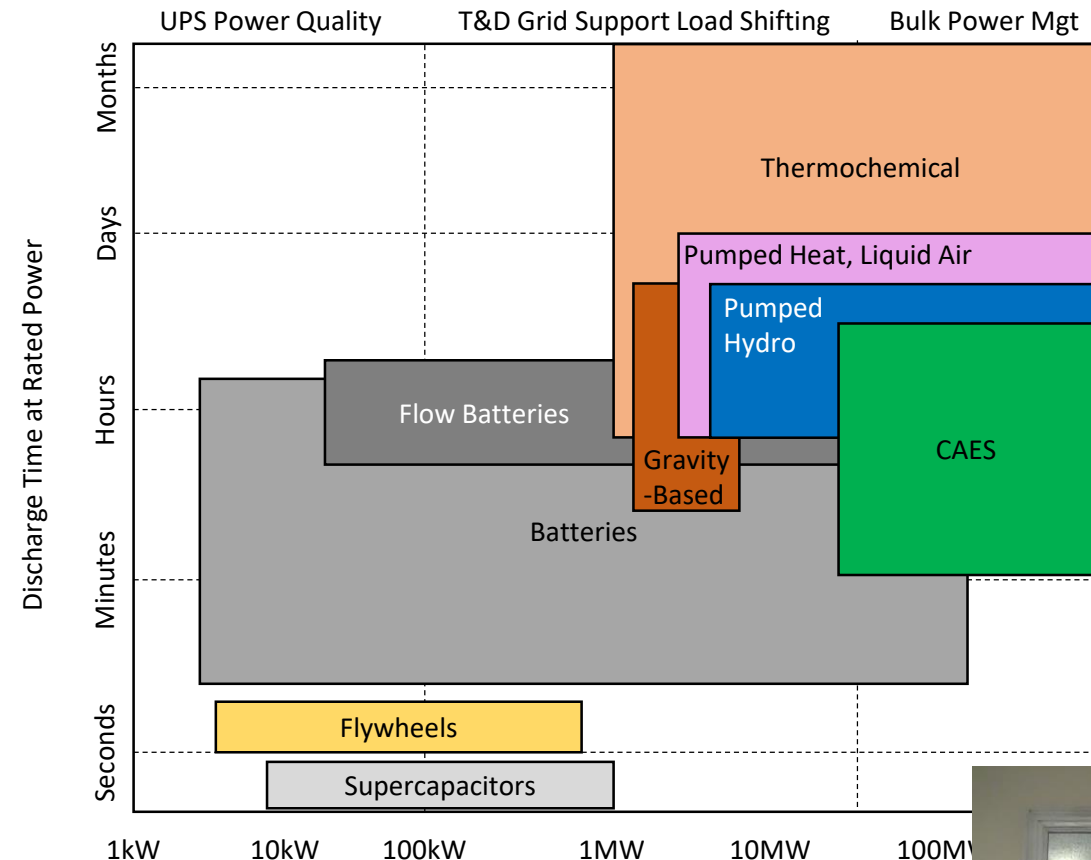 UPS Power Quality
T&D Grid Support Load Shifting
Bulk Power Mgt
Discharge Time at Rated Power
Months
Days
Hours
Minutes
Seconds
Thermochemical
Pumped Heat, Liquid Air
Pumped
Hydro
Flow Batteries
CAES
Gravity
-Based
Batteries
Flywheels
Supercapacitors
1kW
10kW
100kW
1MW
10MW